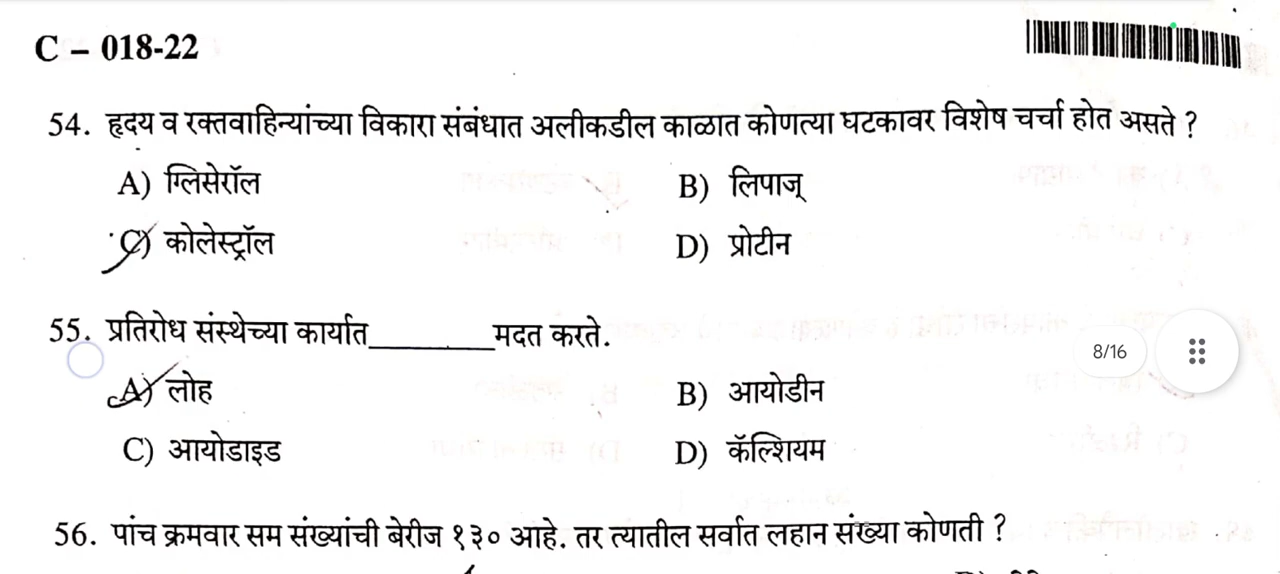 C – 018-22
54. हृदय व रक्तवाहिन्यांच्या विकारा संबंधात अलीकडील काळात कोणत्या घटकावर विशेष चर्चा होत असते ?
A) ग्लिसेरॉल B) लिपाज्
C) कोलेस्ट्रॉल D) प्रोटीन
55. प्रतिरोध संस्थेच्या कार्यात________मदत करते.
8/16
A) लोह B) आयोडीन
C) आयोडाइड D) कॅल्शियम
56. पांच क्रमवार सम संख्यांची बेरीज १३० आहे. तर त्यातील सर्वात लहान संख्या कोणती ?